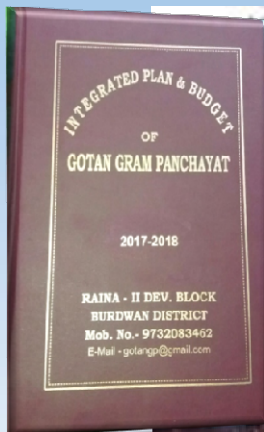 INTEGRATED PLAN & BUDGET
OF
GOTAN GRAM PANCHAYAT
2017-2018
RAINA - II DEV. BLOCK
BURDWAN DISTRICT
Mob. No.- 9732083462
E-Mail - gotangp@gmail.com